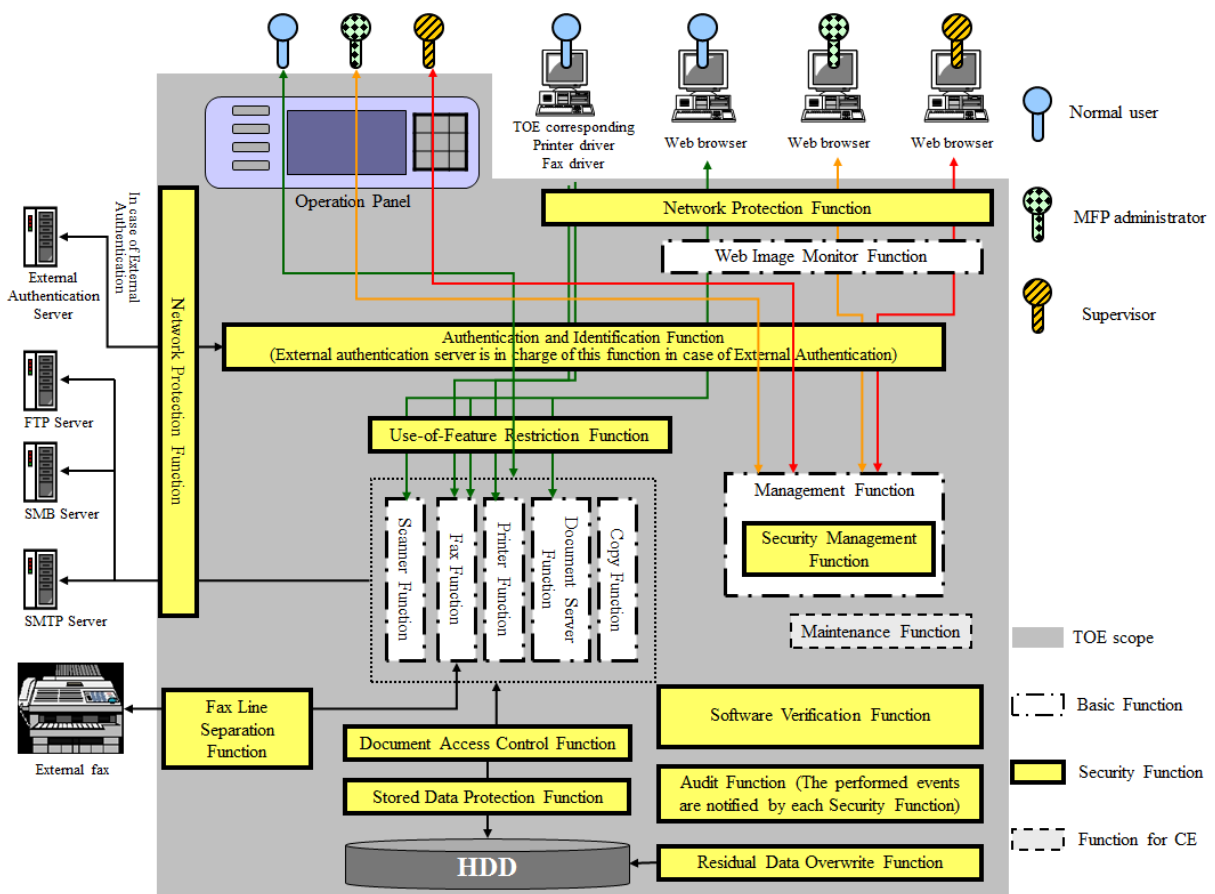 TOE corresponding
Printer driver
Fax driver
Web browser
Web browser
Web browser
Normal user
Operation Panel
MFP administrator
Network Protection Function
Web Image Monitor Function
In case of External
Authentication
External
Authentication
Server
Supervisor
Network Protection Function
Authentication and Identification Function
(External authentication server is in charge of this function in case of External Authentication)
FTP Server
Use-of-Feature Restriction Function
SMB Server
Scanner Function
Fax Function
Printer Function
Document Server
Function
Copy Function
Management Function
Security Management
Function
SMTP Server
Maintenance Function
TOE scope
Fax Line
Separation
Function
External fax
Document Access Control Function
Software Verification Function
Basic Function
Stored Data Protection Function
Audit Function (The performed events
are notified by each Security Function)
Security Function
HDD
Residual Data Overwrite Function
Function for CE